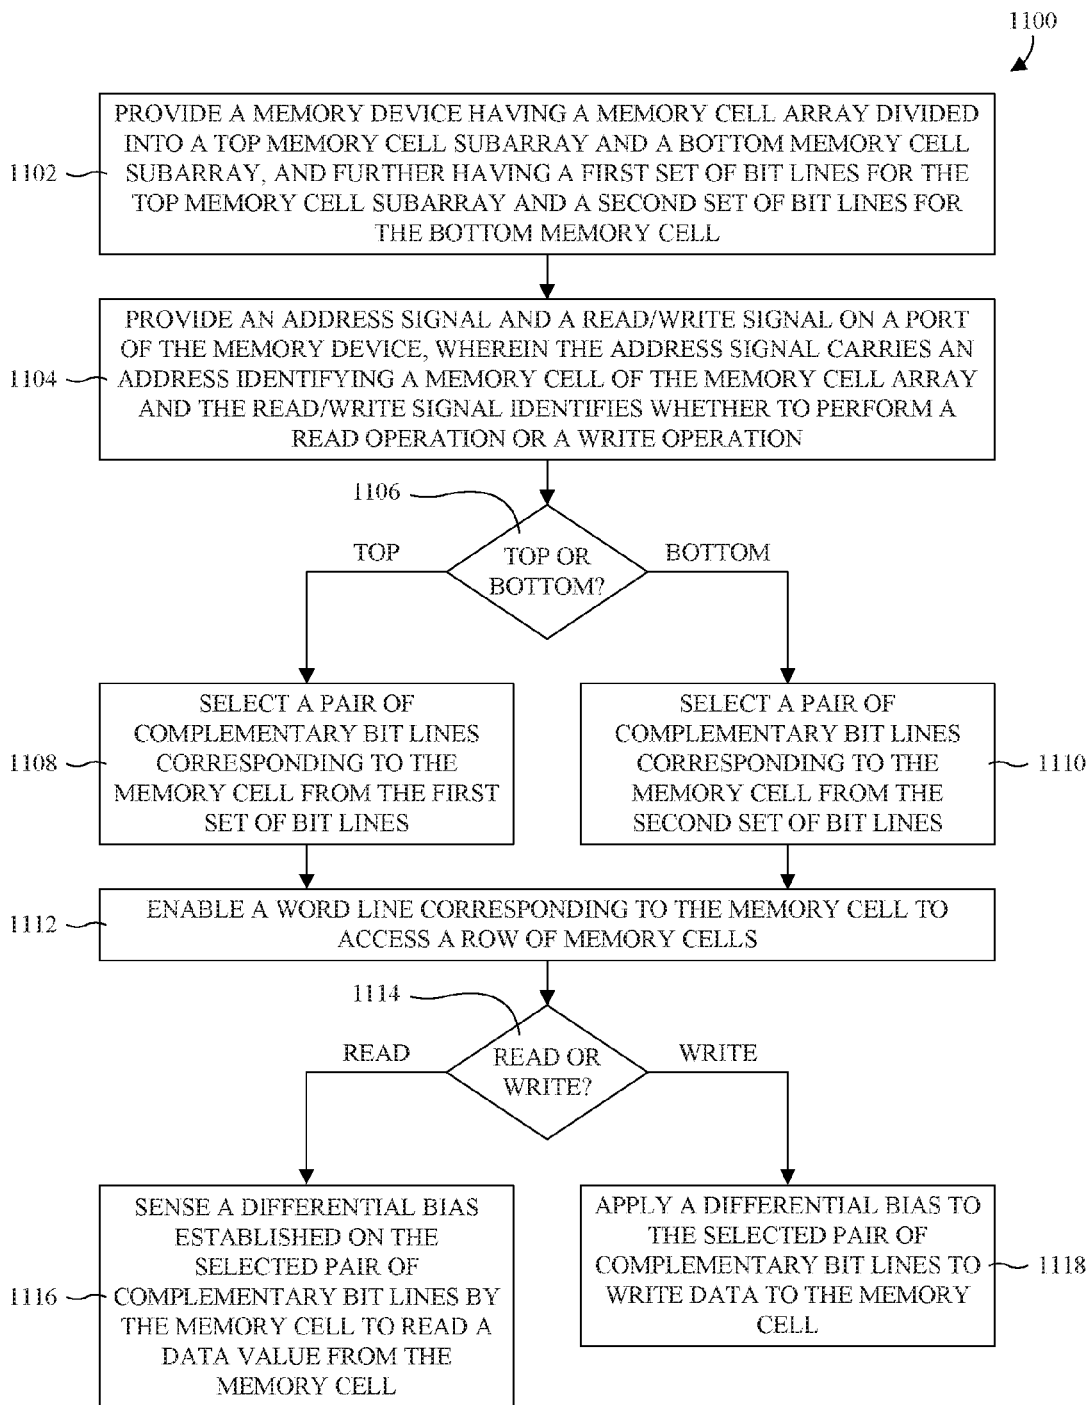 1100
PROVIDE A MEMORY DEVICE HAVING A MEMORY CELL ARRAY DIVIDED
INTO A TOP MEMORY CELL SUBARRAY AND A BOTTOM MEMORY CELL
1102
SUBARRAY, AND FURTHER HAVING A FIRST SET OF BIT LINES FOR THE
TOP MEMORY CELL SUBARRAY AND A SECOND SET OF BIT LINES FOR
THE BOTTOM MEMORY CELL
PROVIDE AN ADDRESS SIGNAL AND A READ/WRITE SIGNAL ON A PORT
OF THE MEMORY DEVICE, WHEREIN THE ADDRESS SIGNAL CARRIES AN
1104
ADDRESS IDENTIFYING A MEMORY CELL OF THE MEMORY CELL ARRAY
AND THE READ/WRITE SIGNAL IDENTIFIES WHETHER TO PERFORM A
READ OPERATION OR A WRITE OPERATION
1106
TOP
TOP OR
BOTTOM?
BOTTOM
1108
SELECT A PAIR OF
COMPLEMENTARY BIT LINES
CORRESPONDING TO THE
MEMORY CELL FROM THE FIRST
SET OF BIT LINES
SELECT A PAIR OF
COMPLEMENTARY BIT LINES
CORRESPONDING TO THE
MEMORY CELL FROM THE
SECOND SET OF BIT LINES
1110
1112
ENABLE A WORD LINE CORRESPONDING TO THE MEMORY CELL TO
ACCESS A ROW OF MEMORY CELLS
1114
READ
READ OR
WRITE?
WRITE
1116
SENSE A DIFFERENTIAL BIAS
ESTABLISHED ON THE
SELECTED PAIR OF
COMPLEMENTARY BIT LINES BY
THE MEMORY CELL TO READ A
DATA VALUE FROM THE
MEMORY CELL
APPLY A DIFFERENTIAL BIAS TO
THE SELECTED PAIR OF
COMPLEMENTARY BIT LINES TO
WRITE DATA TO THE MEMORY
CELL
1118